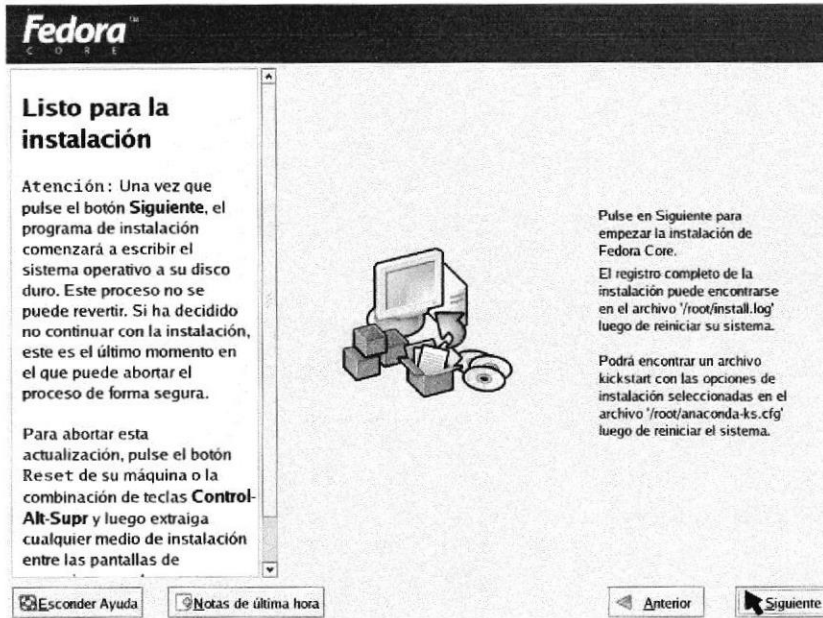 Fedora™
CORE
Listo para la
instalación
Atención: Una vez que
pulse el botón Siguiente, el
programa de instalación
comenzará a escribir el
sistema operativo a su disco
duro. Este proceso no se
puede revertir. Si ha decidido
no continuar con la instalación,
este es el último momento en
el que puede abortar el
proceso de forma segura.
Para abortar esta
actualización, pulse el botón
Reset de su máquina o la
combinación de teclas Control-
Alt-Supr y luego extraiga
cualquier medio de instalación
entre las pantallas de
Pulse en Siguiente para
empezar la instalación de
Fedora Core.
El registro completo de la
instalación puede encontrarse
en el archivo '/root/install.log'
luego de reiniciar su sistema.
Podrá encontrar un archivo
kickstart con las opciones de
instalación seleccionadas en el
archivo '/root/anaconda-ks.cfg'
luego de reiniciar el sistema.
Esconder Ayuda
Notas de última hora
Anterior
Siguiente